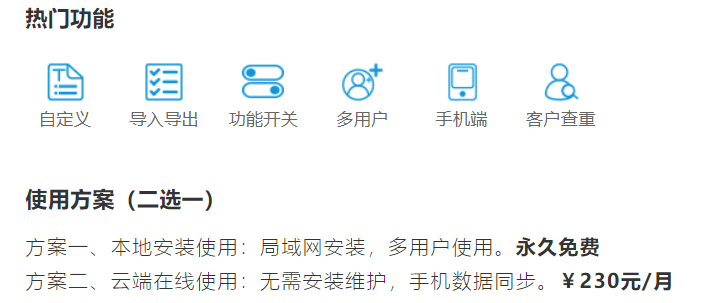 热门功能
自定义 导入导出 功能开关 多用户 手机端 客户查重
使用方案（二选一）
方案一、本地安装使用：局域网安装，多用户使用。永久免费
方案二、云端在线使用：无需安装维护，手机数据同步。￥230元/月